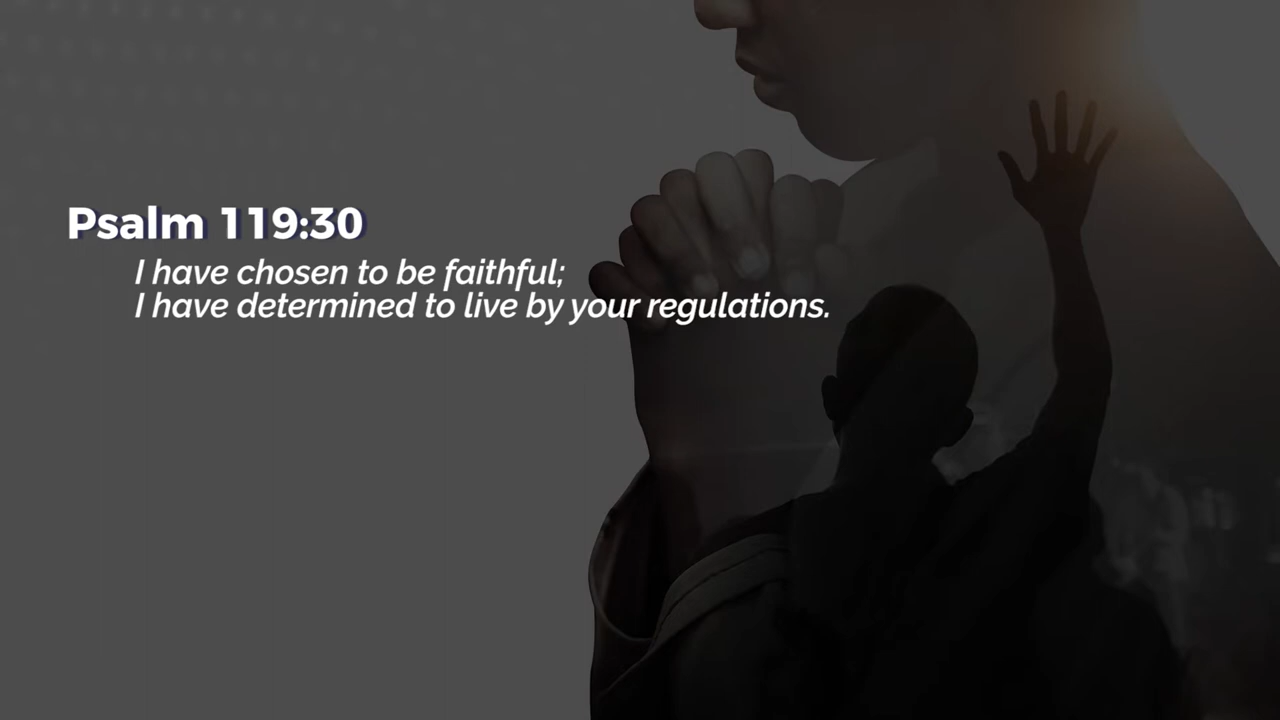 Psalm 119:30
I have chosen to be faithful;
I have determined to live by your regulations.